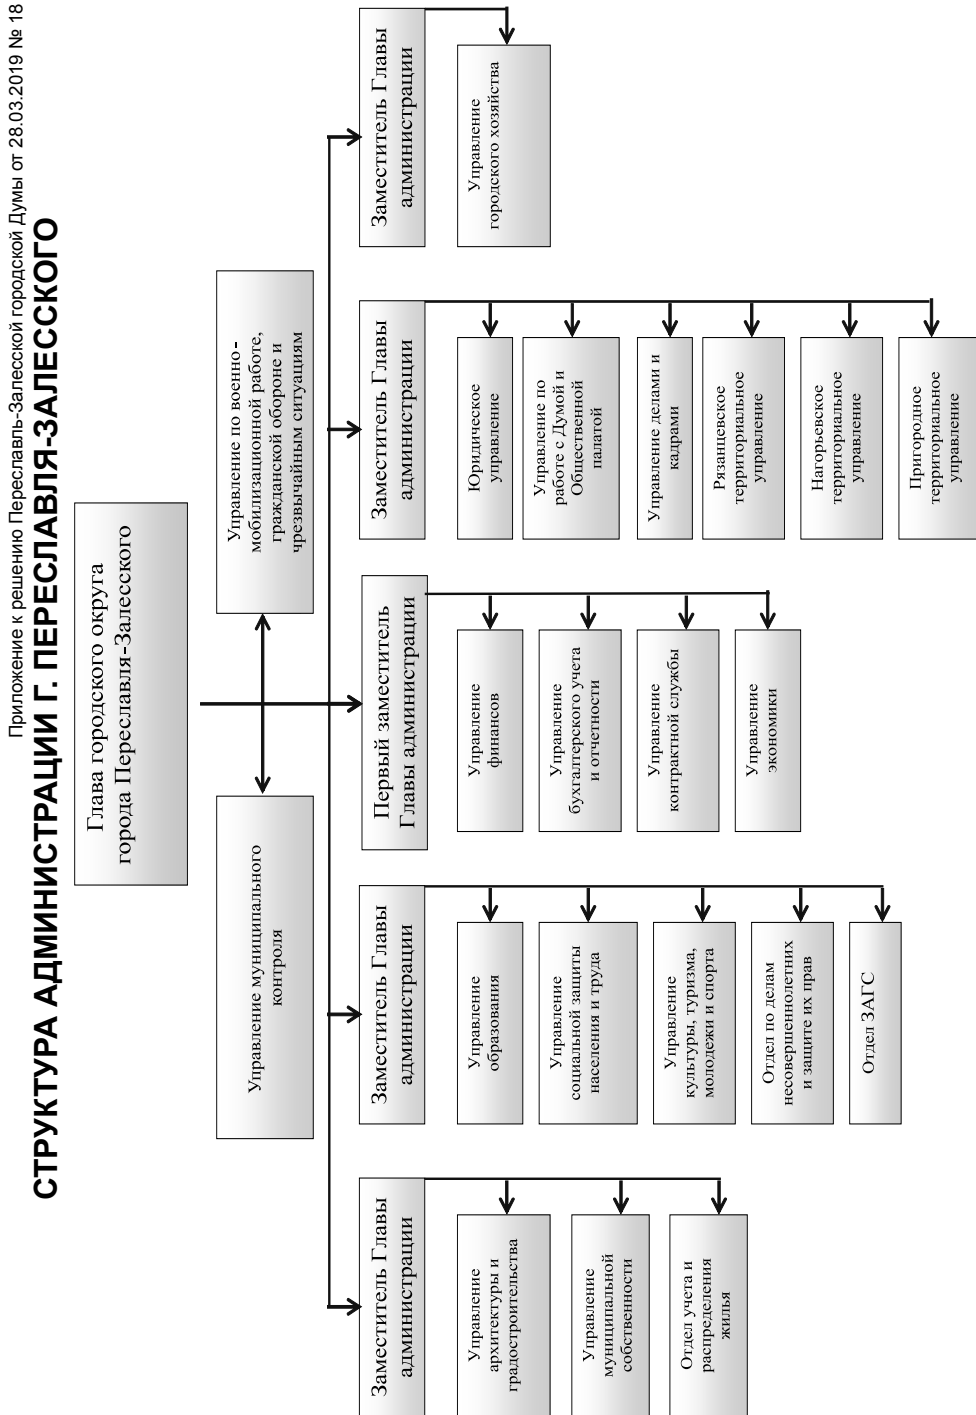 Приложение к решению Переславль-Залесской городской Думы от 28.03.2019 № 18
СТРУКТУРА АДМИНИСТРАЦИИ Г. ПЕРЕСЛАВЛЯ-ЗАЛЕССКОГО
Глава городского округа
города Переславля-Залесского
Управление муниципального
контроля
Управление по военно-
мобилизационной работе,
гражданской обороне и
чрезвычайным ситуациям
Заместитель Главы
администрации
Управление
архитектуры и
градостроительства
Управление
муниципальной
собственности
Отдел учета и
распределения
жилья
Заместитель Главы
администрации
Управление
образования
Управление
социальной защиты
населения и труда
Управление
культуры, туризма,
молодежи и спорта
Отдел по делам
несовершеннолетних
и защите их прав
Отдел ЗАГС
Первый заместитель
Главы администрации
Управление
финансов
Управление
бухгалтерского учета
и отчетности
Управление
контрактной службы
Управление
экономики
Заместитель Главы
администрации
Юридическое
управление
Управление по
работе с Думой и
Общественной
палатой
Управление делами и
кадрами
Рязанцевское
территориальное
управление
Нагорьевское
территориальное
управление
Пригородное
территориальное
управление
Заместитель Главы
администрации
Управление
городского хозяйства